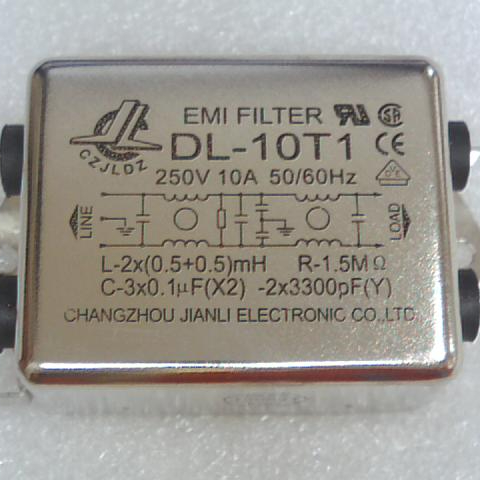 EMI FILTER
CZJLDZ
DL-10T1
CE
250V 10A 50/60Hz
LINE
LOAD
L-2x(0.5+0.5)mH R-1.5MΩ
C-3x0.1μF(X2) -2x3300pF(Y)
CHANGZHOU JIANLI ELECTRONIC CO.,LTD